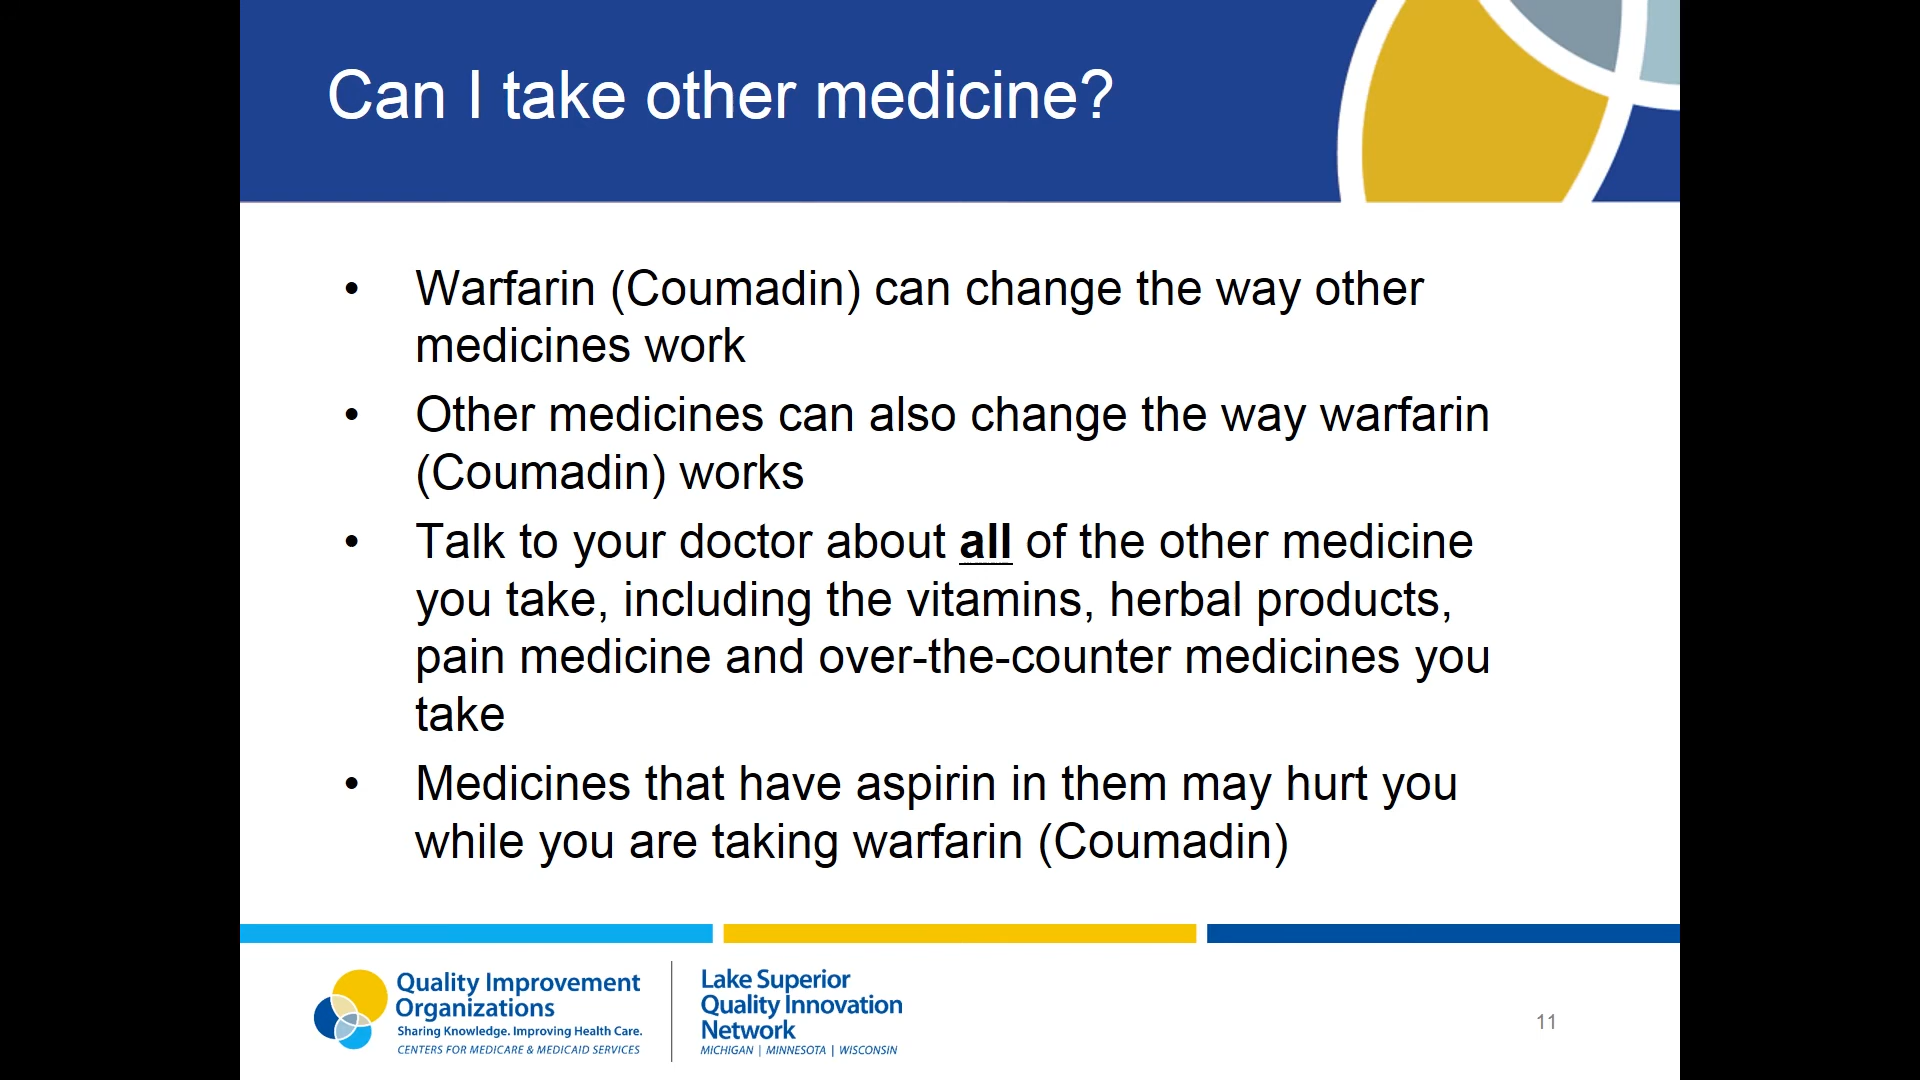 Can I take other medicine?
• Warfarin (Coumadin) can change the way other
medicines work
• Other medicines can also change the way warfarin
(Coumadin) works
• Talk to your doctor about all of the other medicine
you take, including the vitamins, herbal products,
pain medicine and over-the-counter medicines you
take
• Medicines that have aspirin in them may hurt you
while you are taking warfarin (Coumadin)
Quality Improvement
Organizations
Sharing Knowledge. Improving Health Care.
CENTERS FOR MEDICARE & MEDICAID SERVICES
Lake Superior
Quality Innovation
Network
MICHIGAN | MINNESOTA | WISCONSIN
11